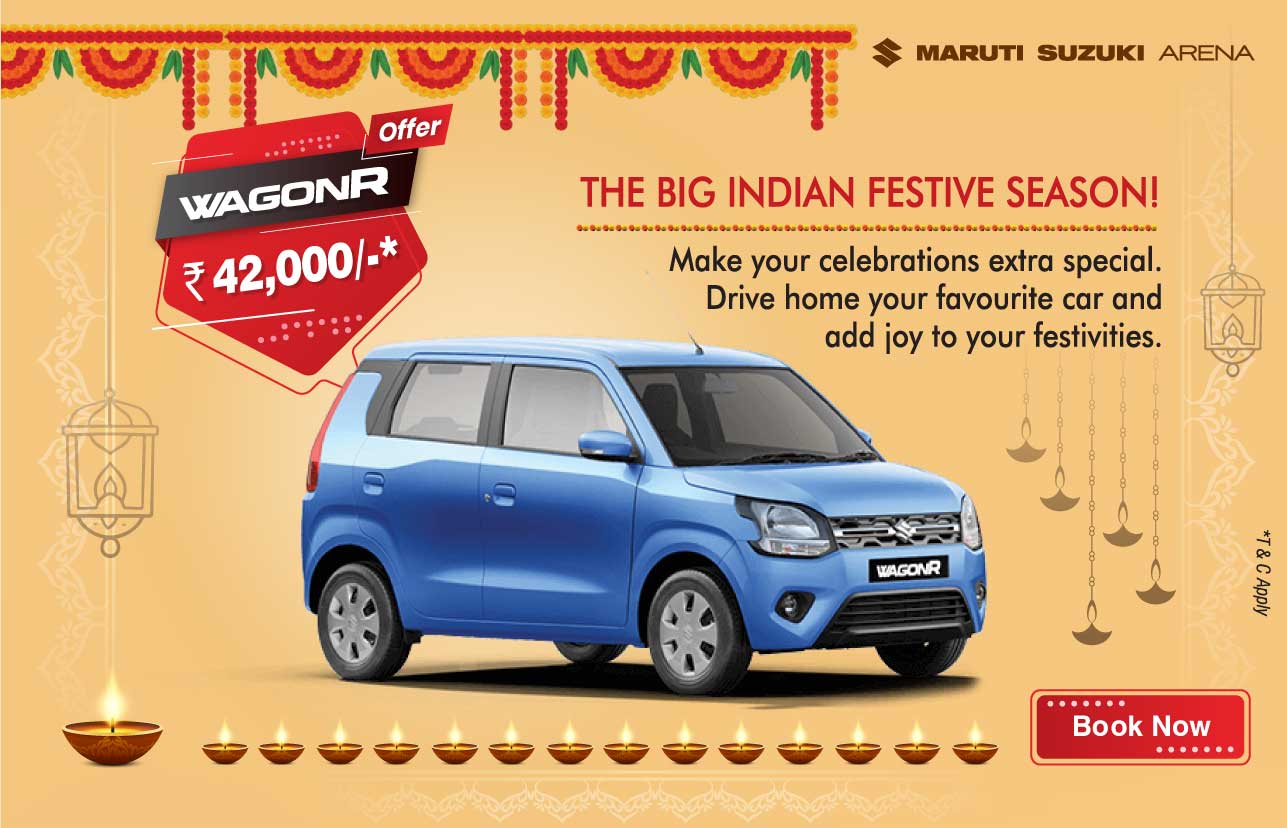 MARUTI SUZUKI ARENA
Offer
WAGONR
₹ 42,000/-*
THE BIG INDIAN FESTIVE SEASON!
Make your celebrations extra special.
Drive home your favourite car and
add joy to your festivities.
WAGONR
*T & C Apply
Book Now